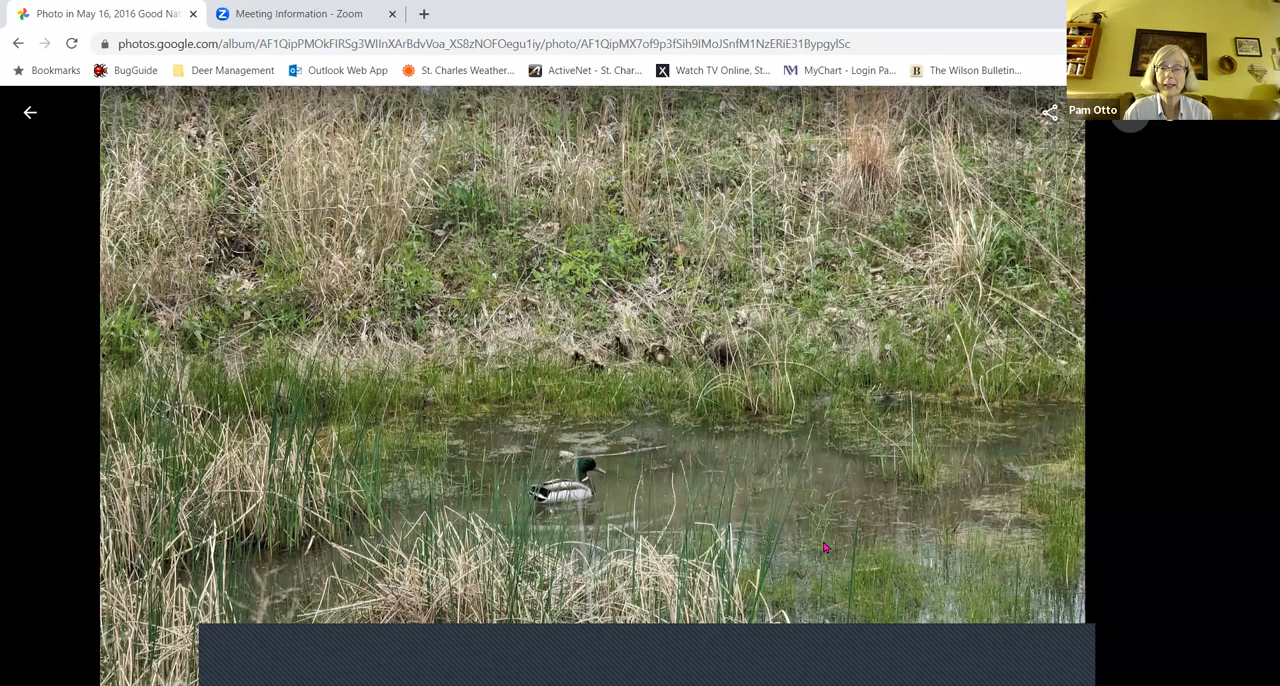 Photo in May 16, 2016 Good Nat
Meeting Information - Zoom
photos.google.com/album/AF1QipPMOkFIRSg3WIInXArBdvVoa_XS8zNOFOegu1iy/photo/AF1QipMX7of9p3fSih9IMoJSnfM1NzERiE31BypgylSc
Bookmarks BugGuide Deer Management Outlook Web App St. Charles Weather... ActiveNet - St. Char... Watch TV Online, St... MyChart - Login Pa... The Wilson Bulletin...
Pam Otto